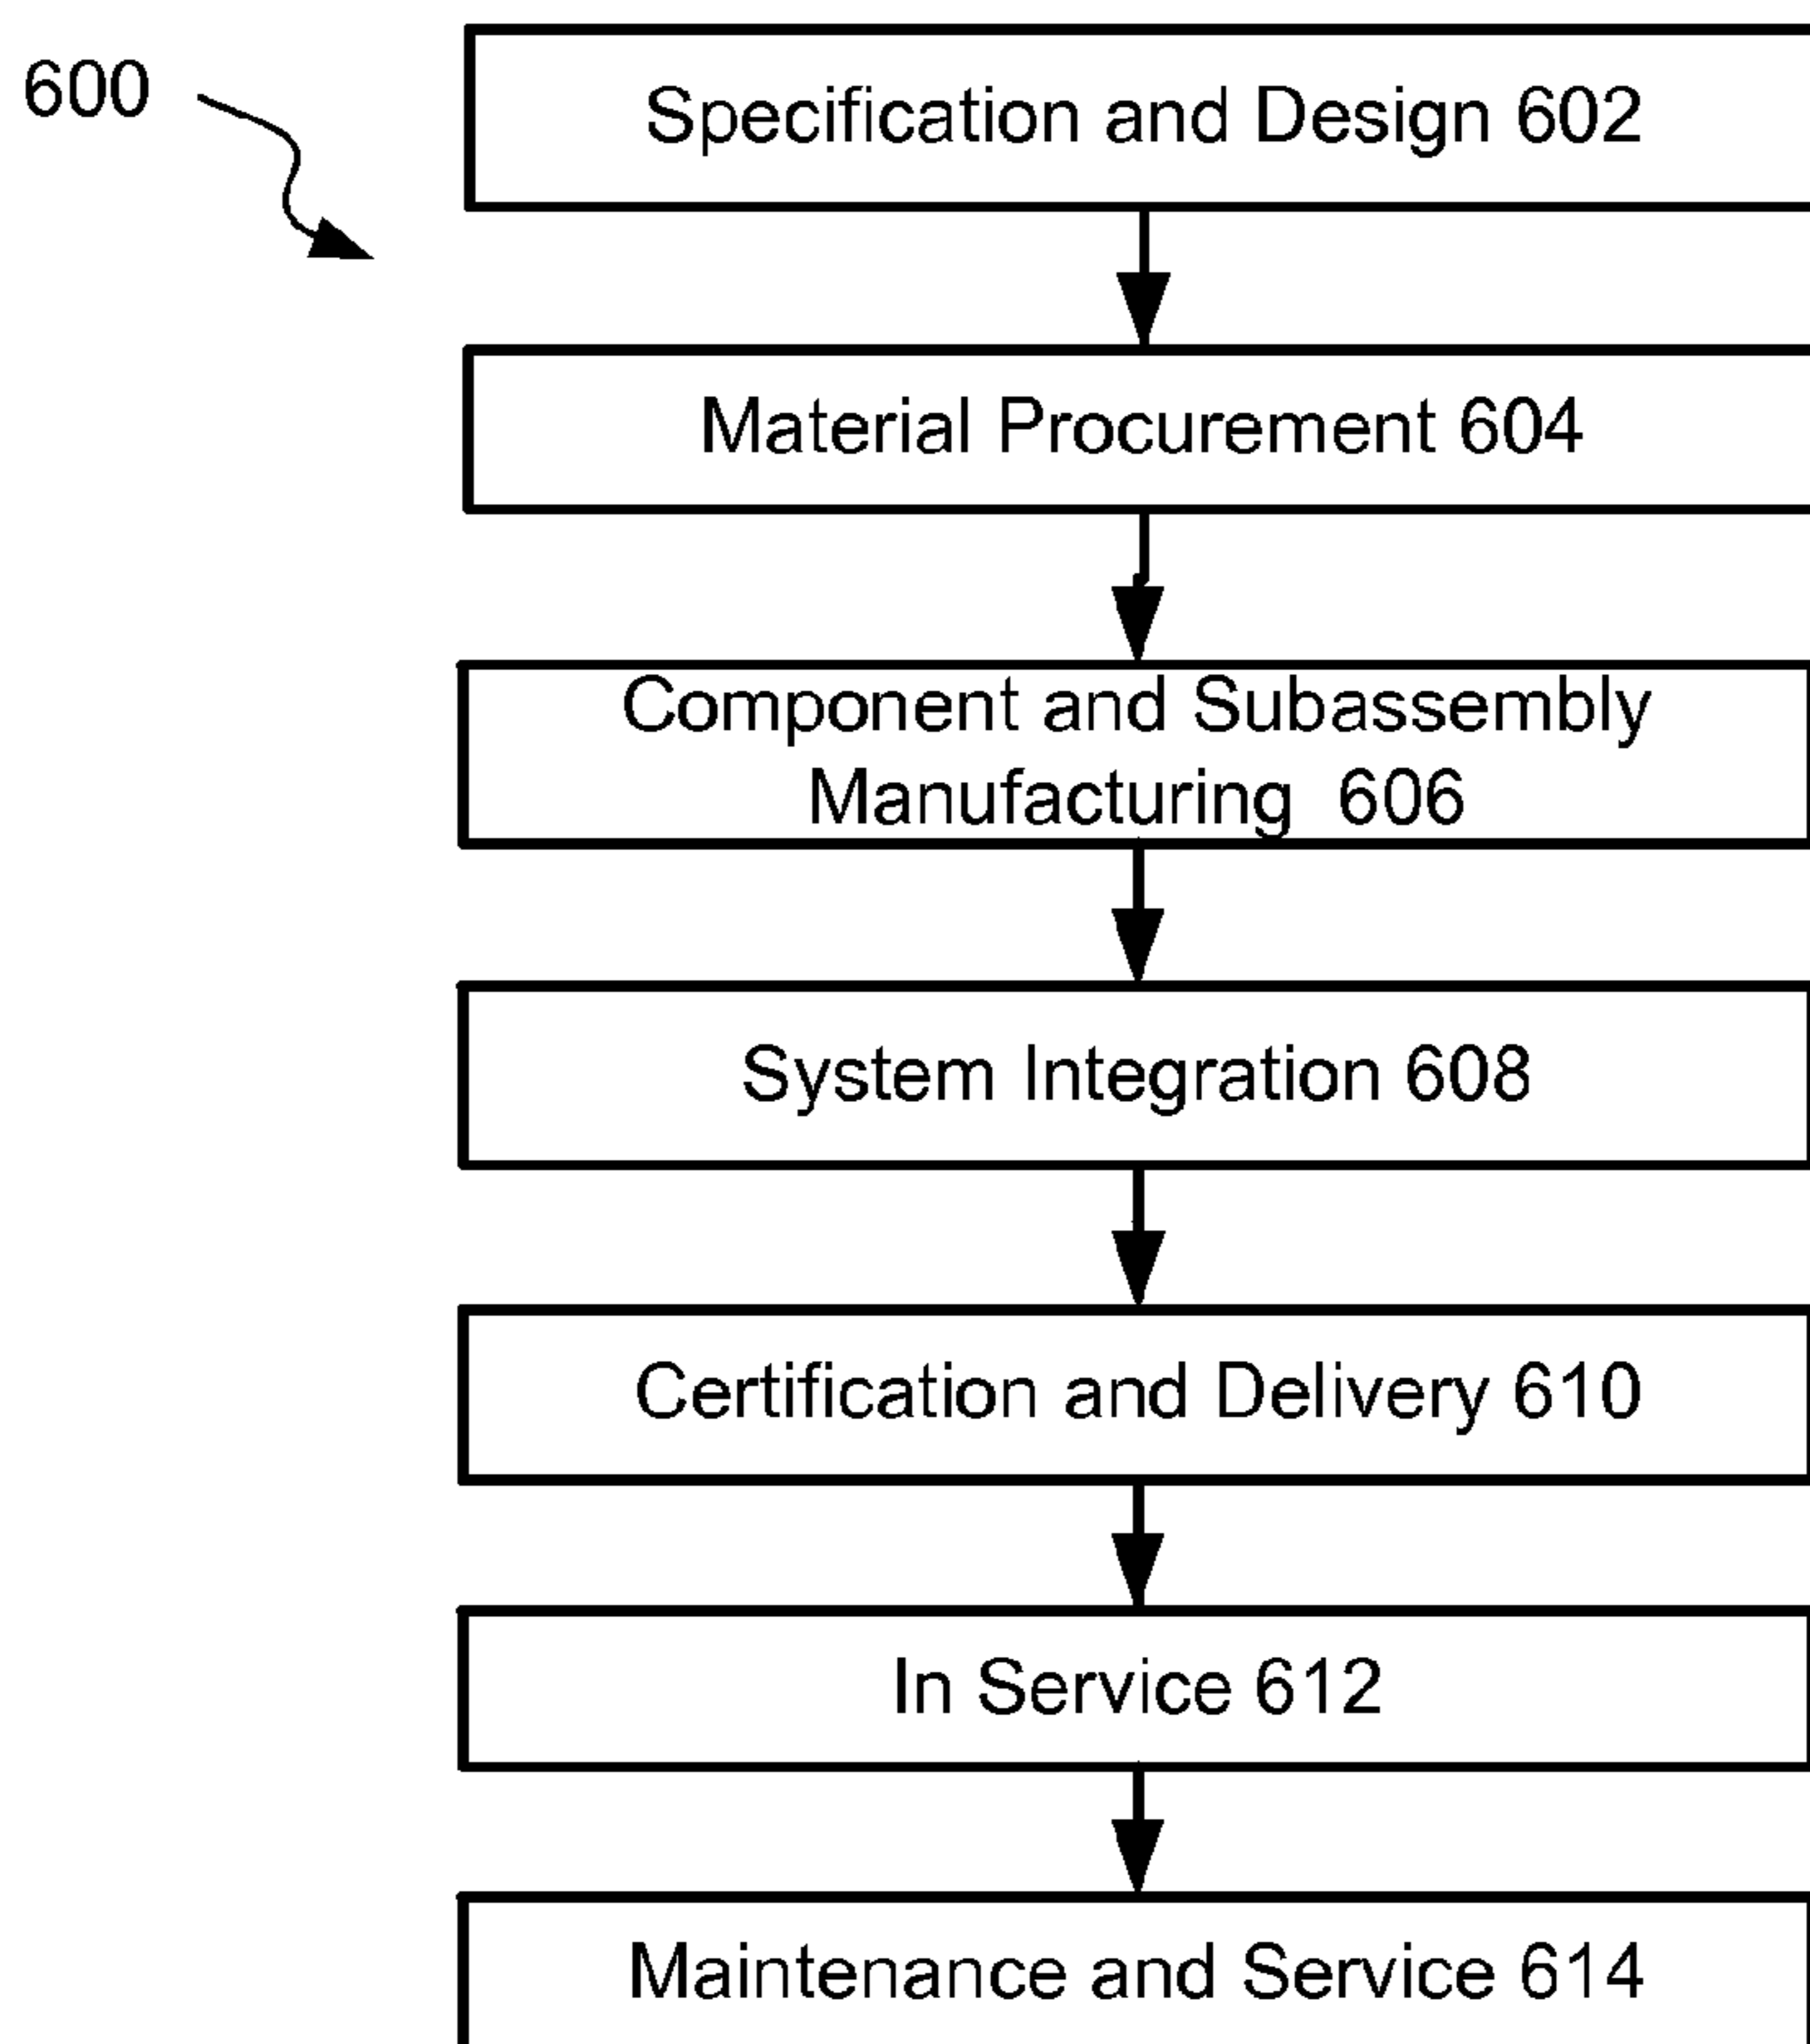 600
Specification and Design 602
Material Procurement 604
Component and Subassembly
Manufacturing 606
System Integration 608
Certification and Delivery 610
In Service 612
Maintenance and Service 614